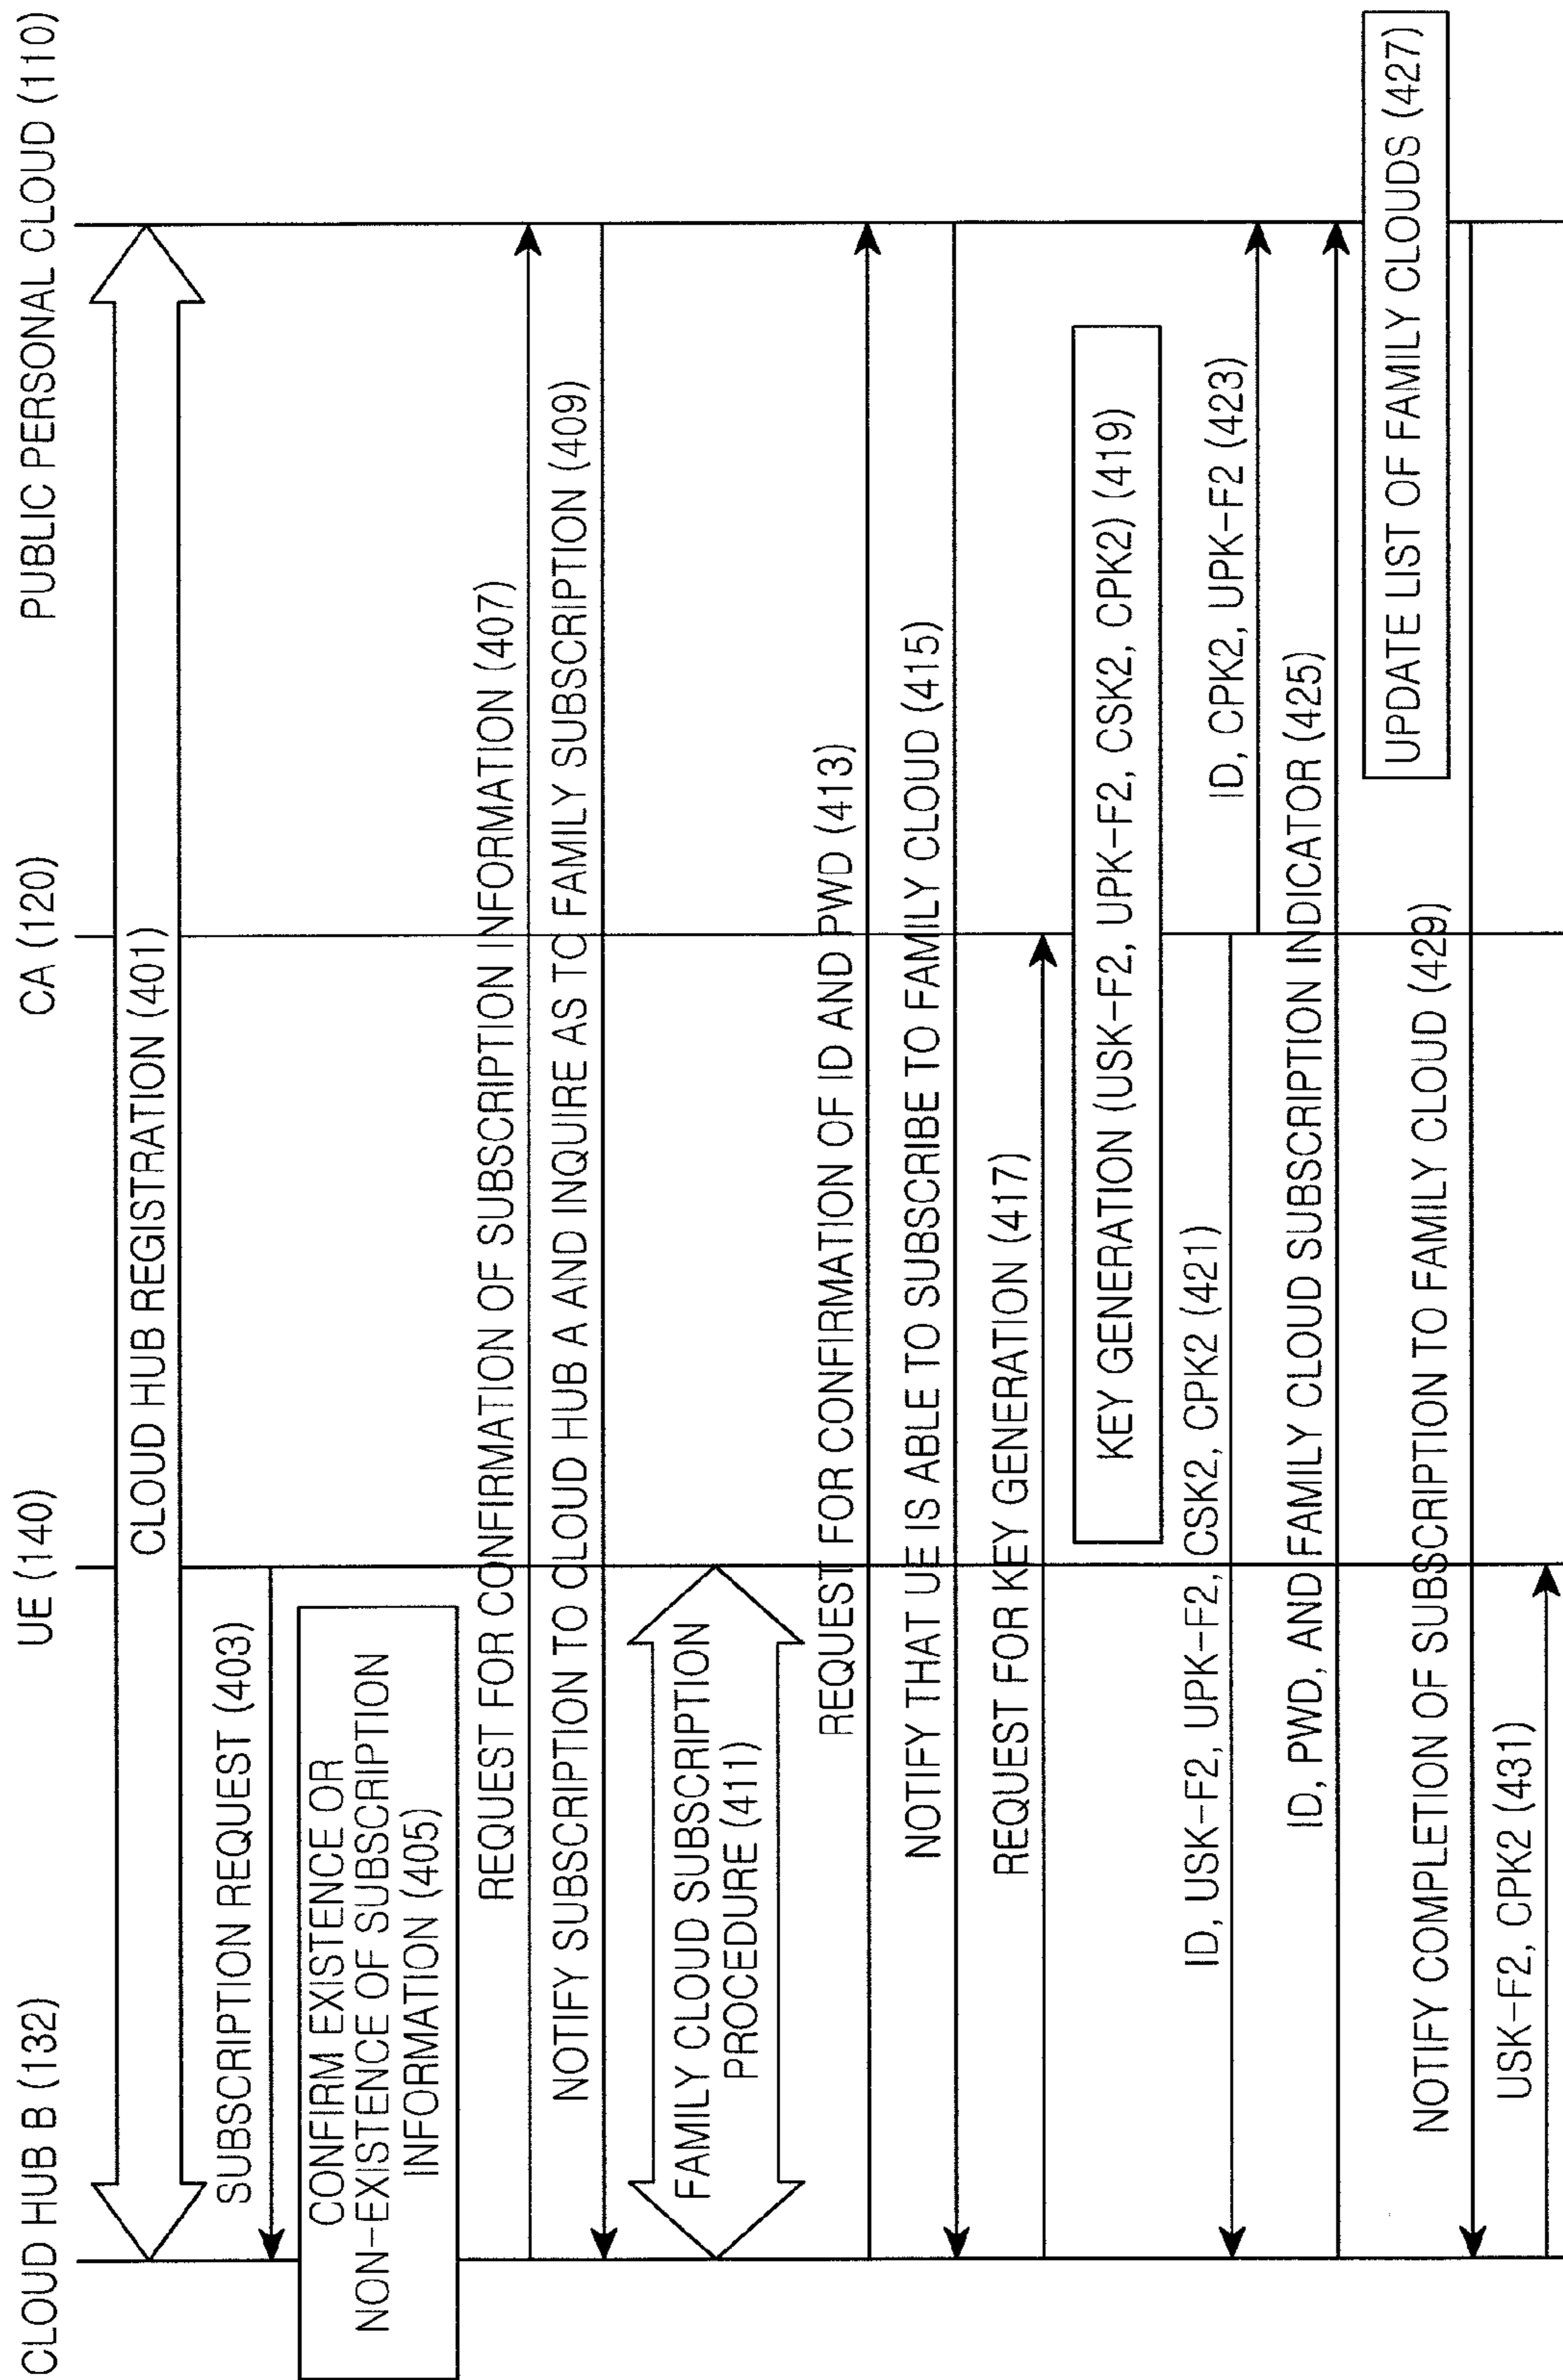 CLOUD HUB B (132)
UE (140)
CA (120)
PUBLIC PERSONAL CLOUD (110)
CLOUD HUB REGISTRATION (401)
SUBSCRIPTION REQUEST (403)
CONFIRM EXISTENCE OR
NON-EXISTENCE OF SUBSCRIPTION
INFORMATION (405)
REQUEST FOR CONFIRMATION OF SUBSCRIPTION INFORMATION (407)
NOTIFY SUBSCRIPTION TO CLOUD HUB A AND INQUIRE AS TO FAMILY SUBSCRIPTION (409)
FAMILY CLOUD SUBSCRIPTION
PROCEDURE (411)
REQUEST FOR CONFIRMATION OF ID AND PWD (413)
NOTIFY THAT UE IS ABLE TO SUBSCRIBE TO FAMILY CLOUD (415)
REQUEST FOR KEY GENERATION (417)
KEY GENERATION (USK-F2, UPK-F2, CSK2, CPK2) (419)
ID, USK-F2, UPK-F2, CSK2, CPK2 (421)
ID, CPK2, UPK-F2 (423)
ID, PWD, AND FAMILY CLOUD SUBSCRIPTION INDICATOR (425)
UPDATE LIST OF FAMILY CLOUDS (427)
NOTIFY COMPLETION OF SUBSCRIPTION TO FAMILY CLOUD (429)
USK-F2, CPK2 (431)